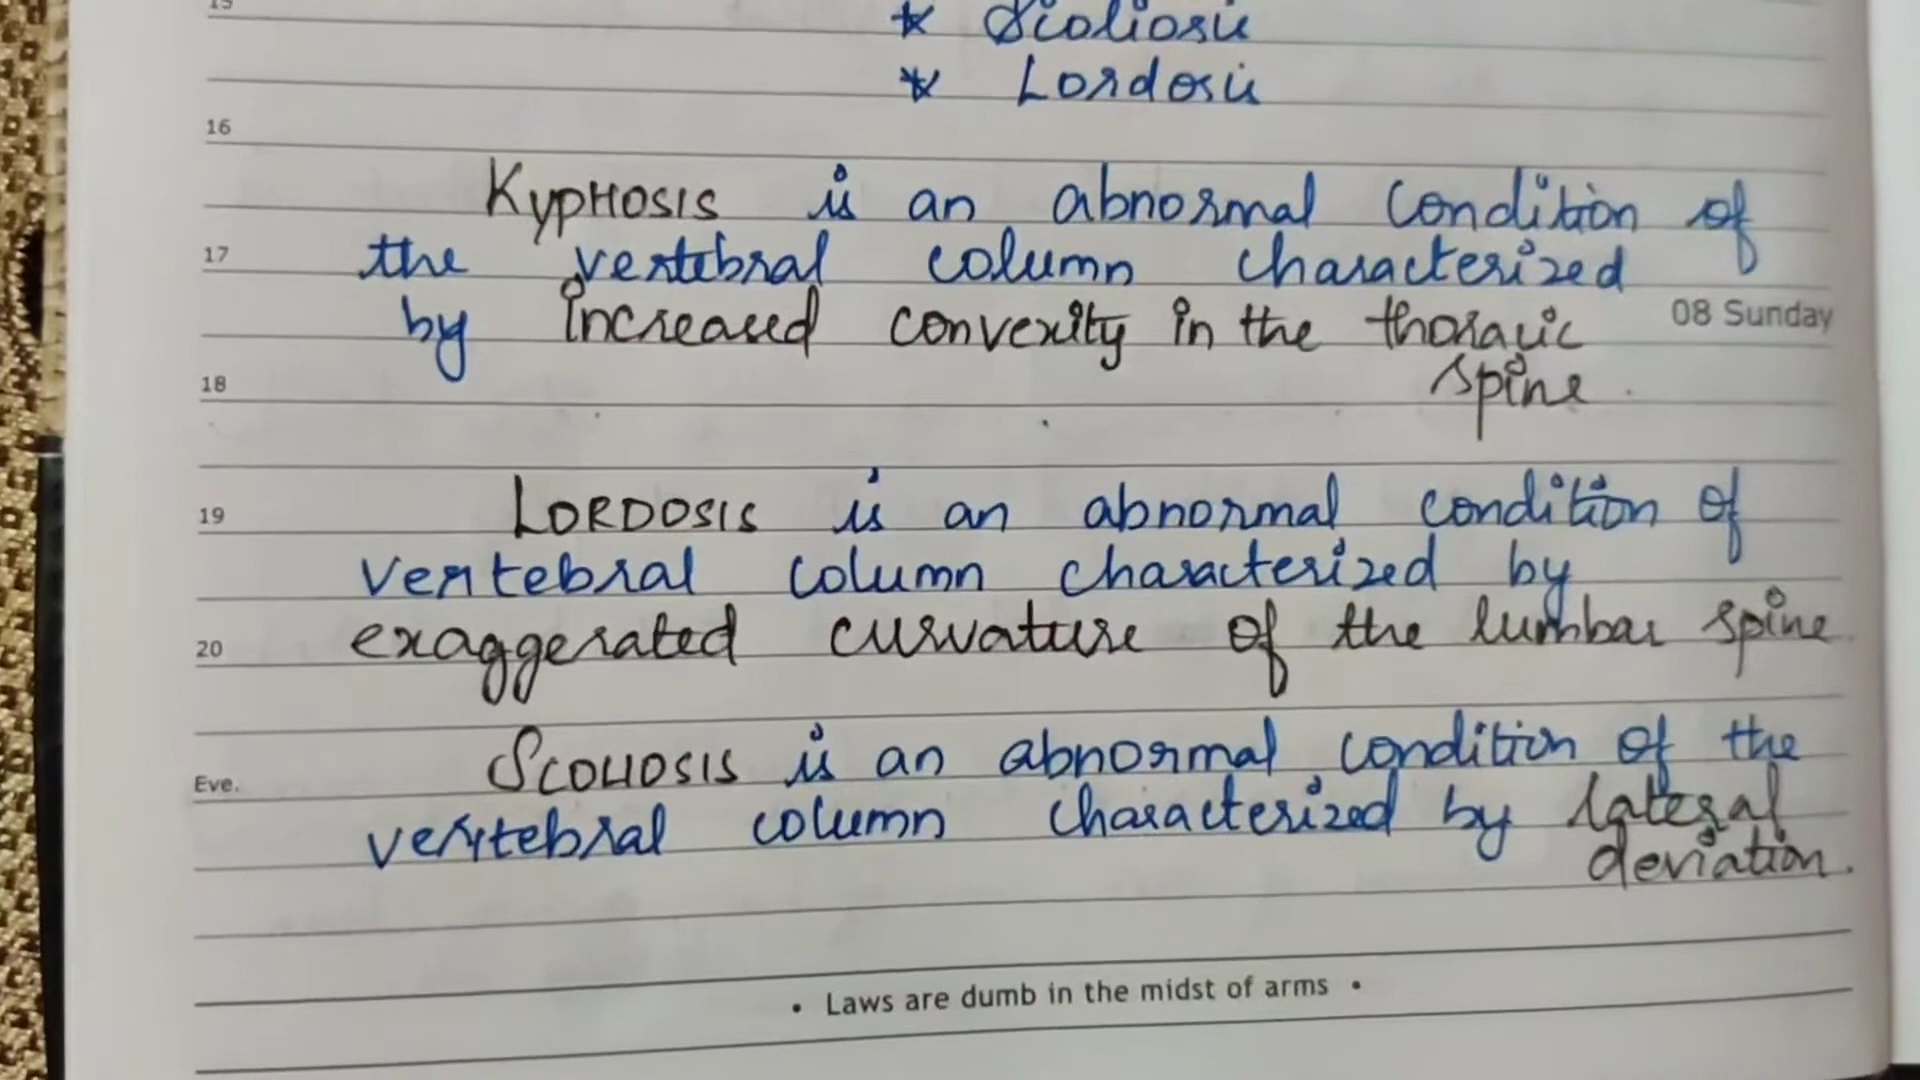 15
* Scoliosis
* Lordosis
16
KYPHOSIS is an abnormal condition of
17 the vertebral column characterized
by increased convexity in the thoracic
08 Sunday
18 spine.
19 LORDOSIS is an abnormal condition of
vertebral column characterized by
20 exaggerated curvature of the lumbar spine
Eve. SCOLIOSIS is an abnormal condition of the
vertebral column characterized by lateral
deviation.
• Laws are dumb in the midst of arms •